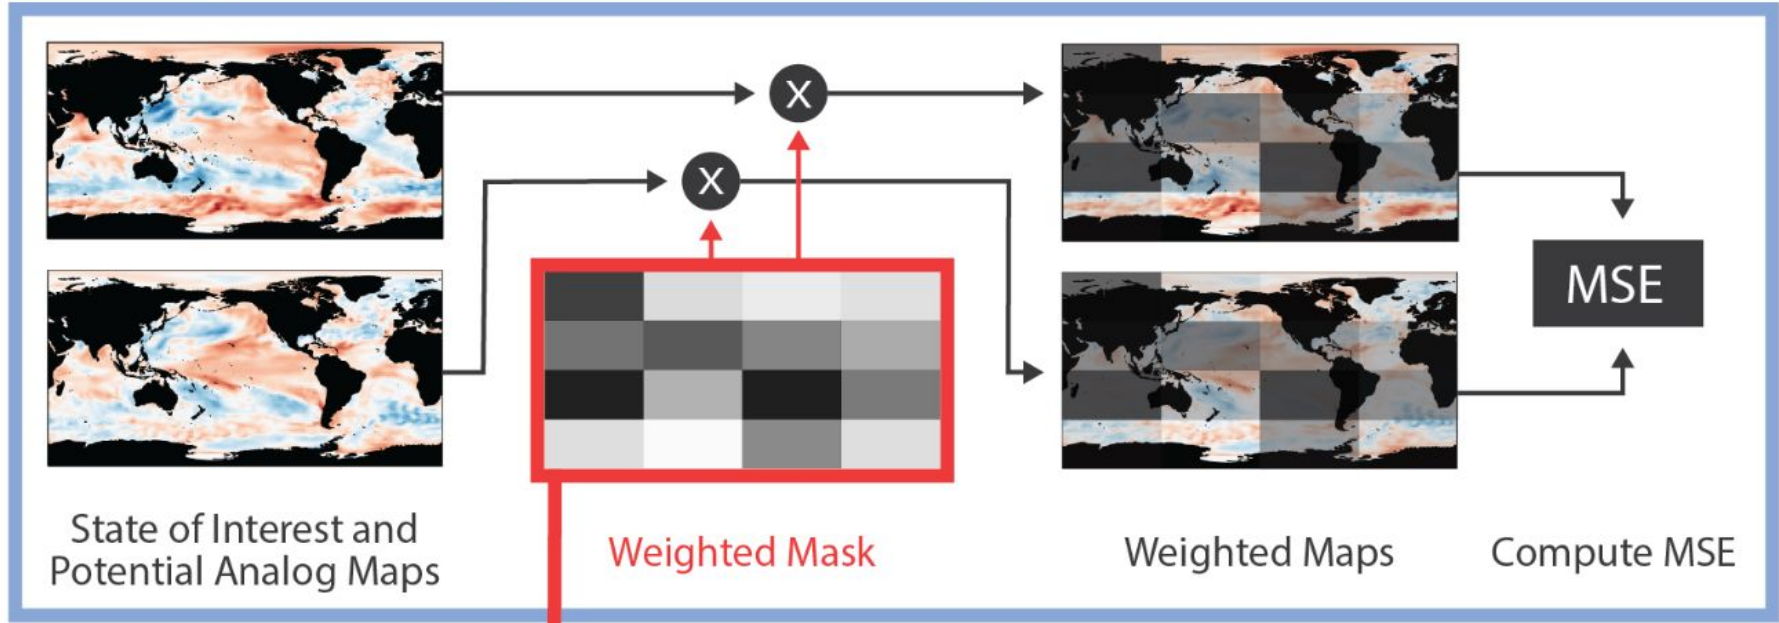 X
X
MSE
State of Interest and
Potential Analog Maps
Weighted Mask
Weighted Maps
Compute MSE